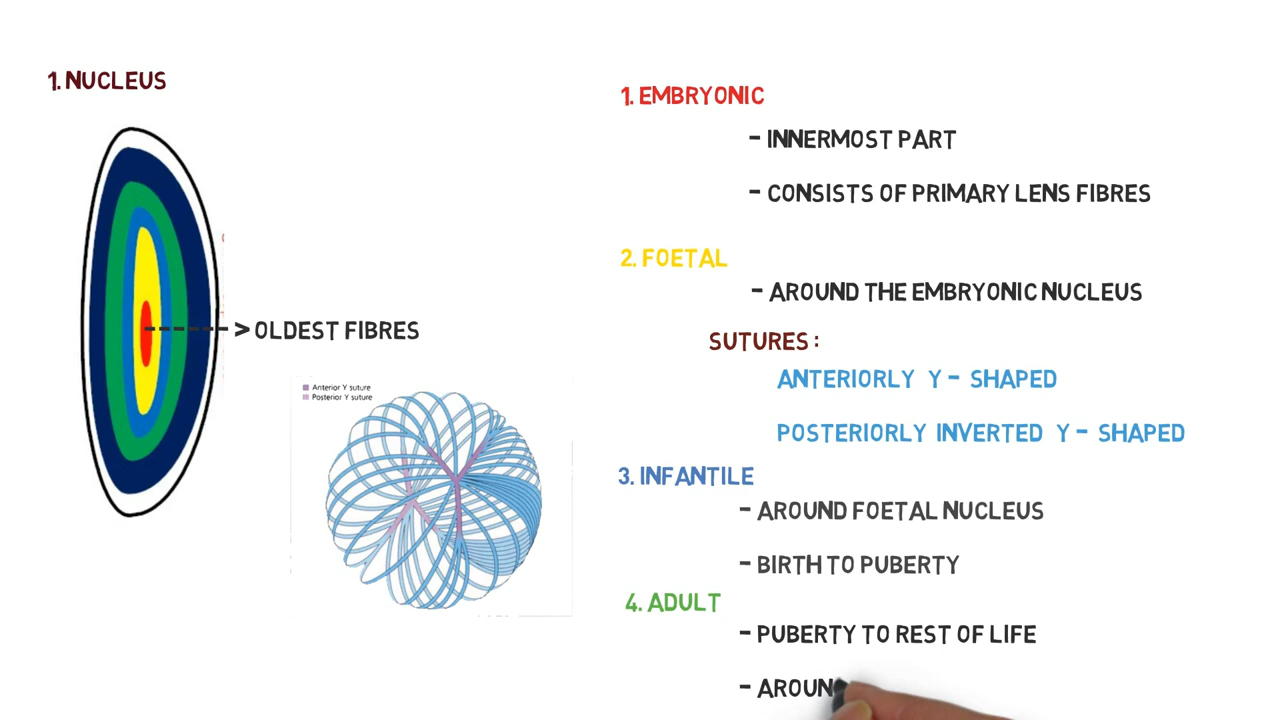 1. NUCLEUS
> OLDEST FIBRES
Anterior Y suture
Posterior Y suture
1. EMBRYONIC
- INNERMOST PART
- CONSISTS OF PRIMARY LENS FIBRES
2. FOETAL
- AROUND THE EMBRYONIC NUCLEUS
SUTURES :
ANTERIORLY Y - SHAPED
POSTERIORLY INVERTED Y - SHAPED
3. INFANTILE
- AROUND FOETAL NUCLEUS
- BIRTH TO PUBERTY
4. ADULT
- PUBERTY TO REST OF LIFE
- AROUN